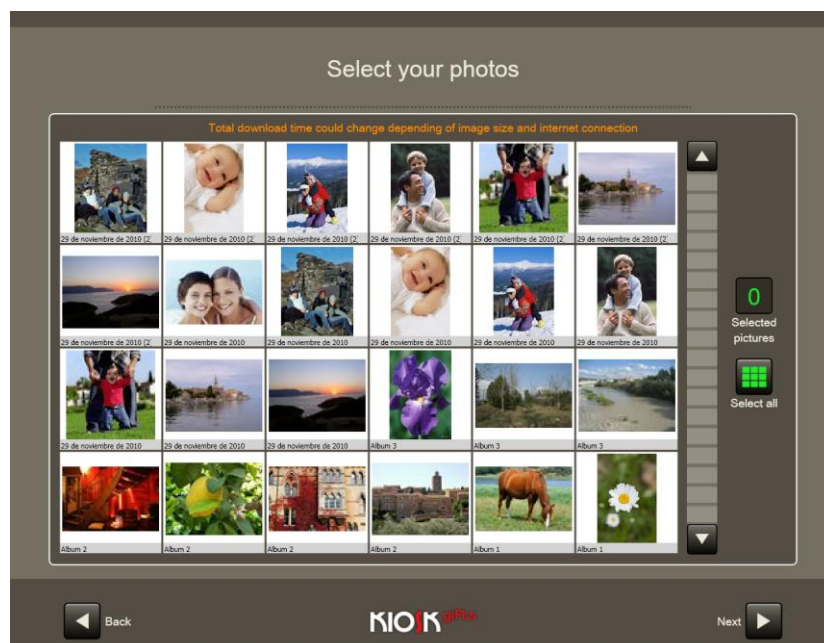 Select your photos
Total download time could change depending of image size and internet connection
29 de noviembre de 2010 (2)
29 de noviembre de 2010 (2)
29 de noviembre de 2010 (2)
29 de noviembre de 2010 (2)
29 de noviembre de 2010 (2)
29 de noviembre de 2010 (2)
29 de noviembre de 2010 (2)
29 de noviembre de 2010
29 de noviembre de 2010
29 de noviembre de 2010
29 de noviembre de 2010
29 de noviembre de 2010
0
Selected
pictures
29 de noviembre de 2010
29 de noviembre de 2010
29 de noviembre de 2010
Album 3
Album 3
Album 3
Select all
Album 2
Album 2
Album 2
Album 2
Album 1
Album 1
Back
KIOSK gifts
Next